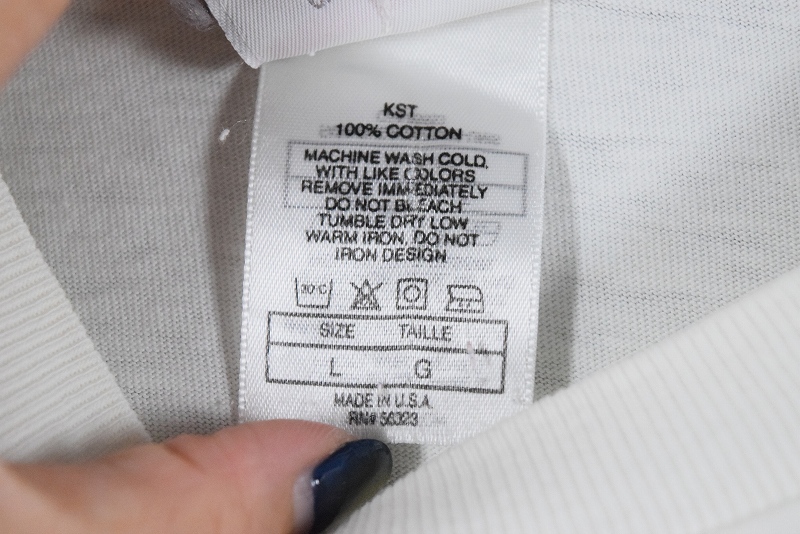 KST
100% COTTON
MACHINE WASH COLD,
WITH LIKE COLORS
REMOVE IMMEDIATELY
DO NOT BLEACH
TUMBLE DRY LOW
WARM IRON, DO NOT
IRON DESIGN
30°C
SIZE TAILLE
L G
MADE IN U.S.A.
RN# 56323